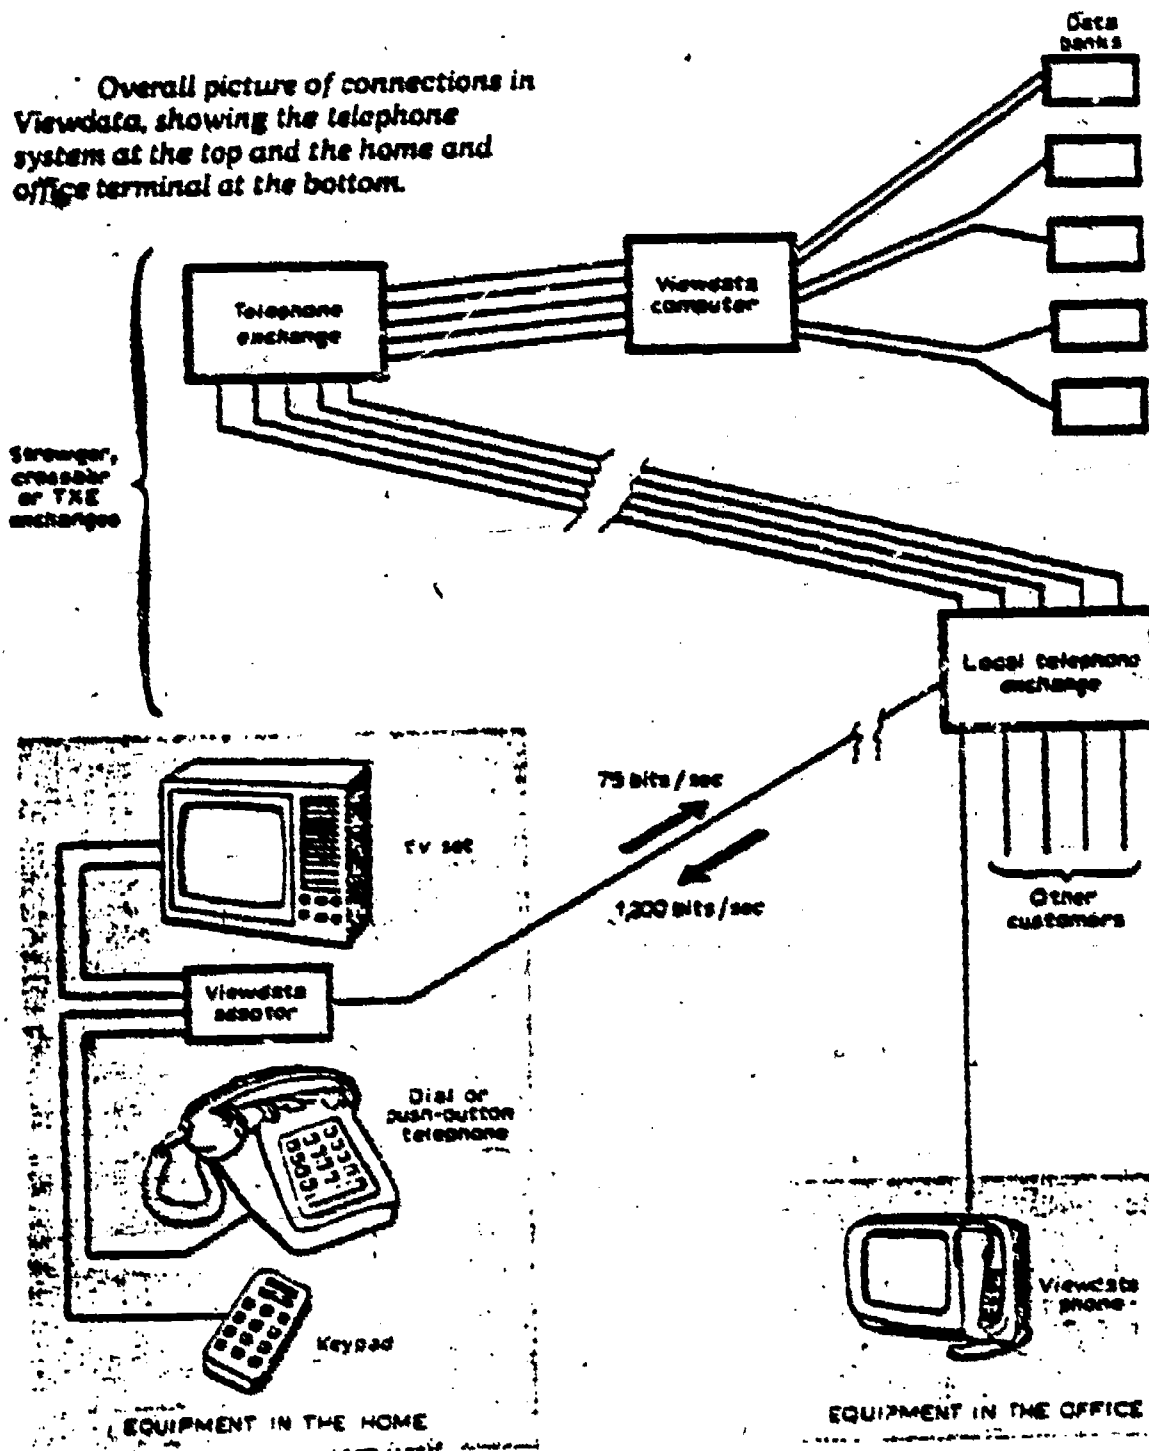 Overall picture of connections in
Viewdata, showing the telephone
system at the top and the home and
office terminal at the bottom.
Data
banks
Telephone
exchange
Viewdata
computer
Strowger,
crossbar
or TXE
exchanges
Local telephone
exchange
75 bits/sec
1,200 bits/sec
TV set
Other
customers
Viewdata
adaptor
Dial or
push-button
telephone
Keypad
Viewdata
phone
EQUIPMENT IN THE HOME
EQUIPMENT IN THE OFFICE